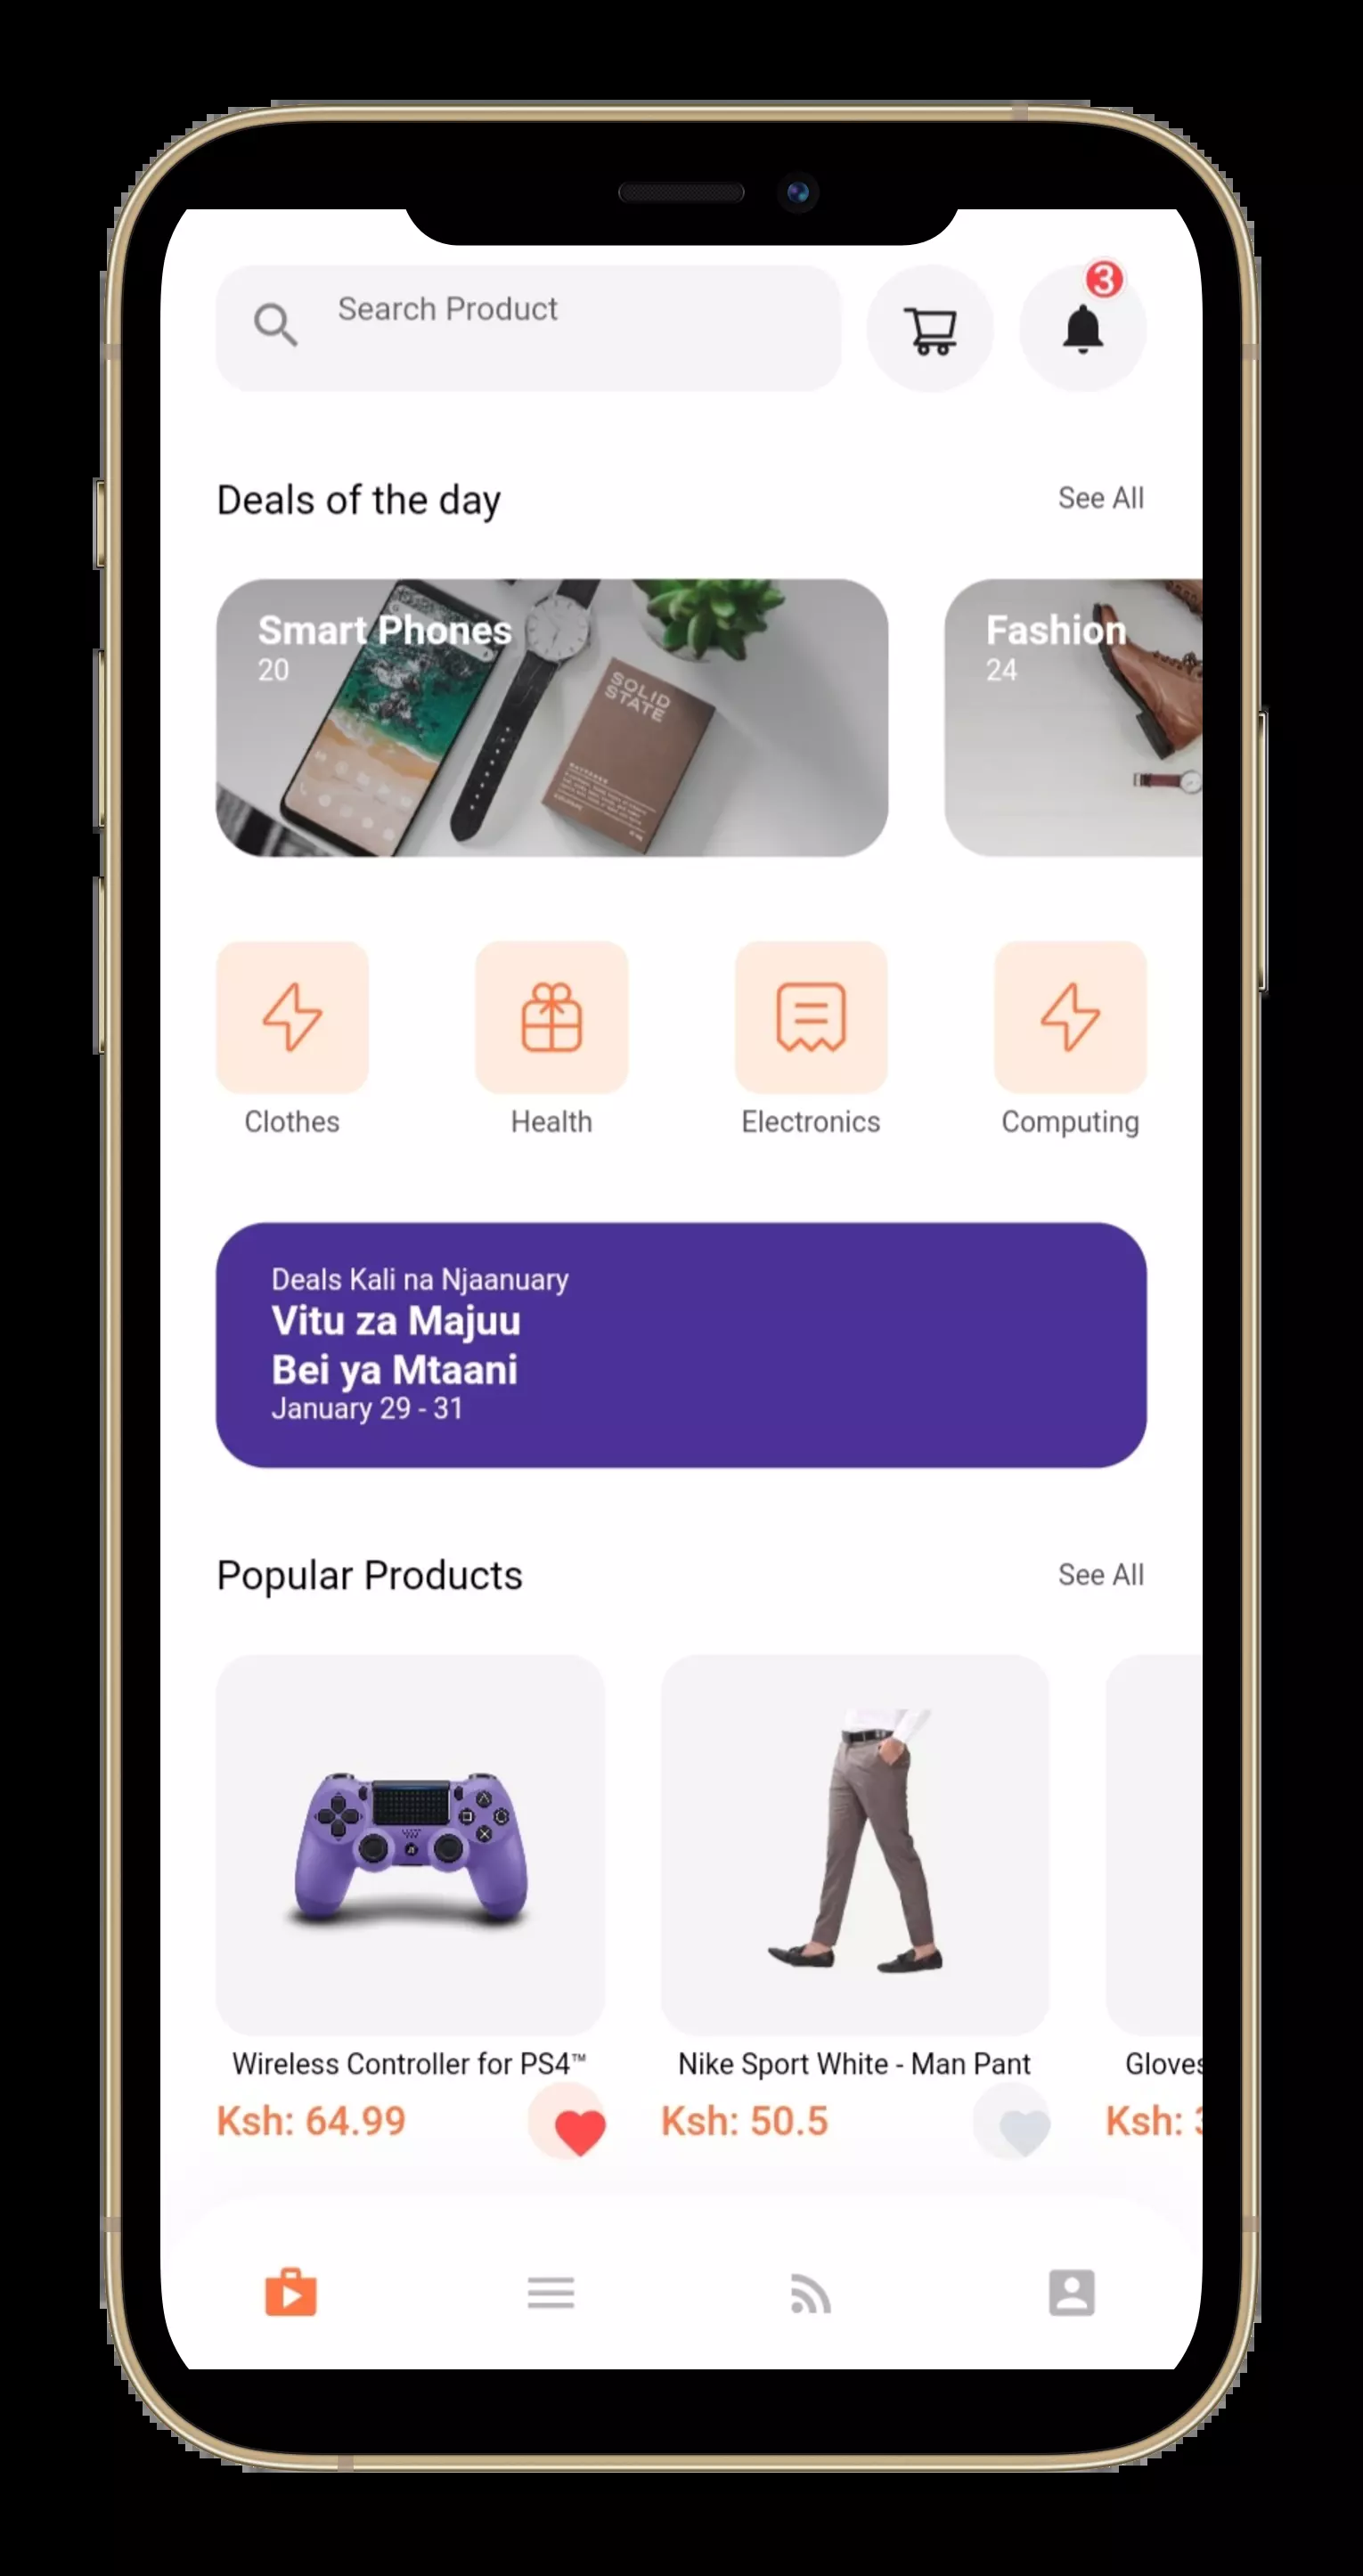 3
Search Product
Deals of the day
See All
Smart Phones
20
SOLID
STATE
Fashion
24
Clothes
Health
Electronics
Computing
Deals Kali na Njaanuary
Vitu za Majuu
Bei ya Mtaani
January 29 - 31
Popular Products
See All
Wireless Controller for PS4™
Nike Sport White - Man Pant
Gloves
Ksh: 64.99
Ksh: 50.5
Ksh: